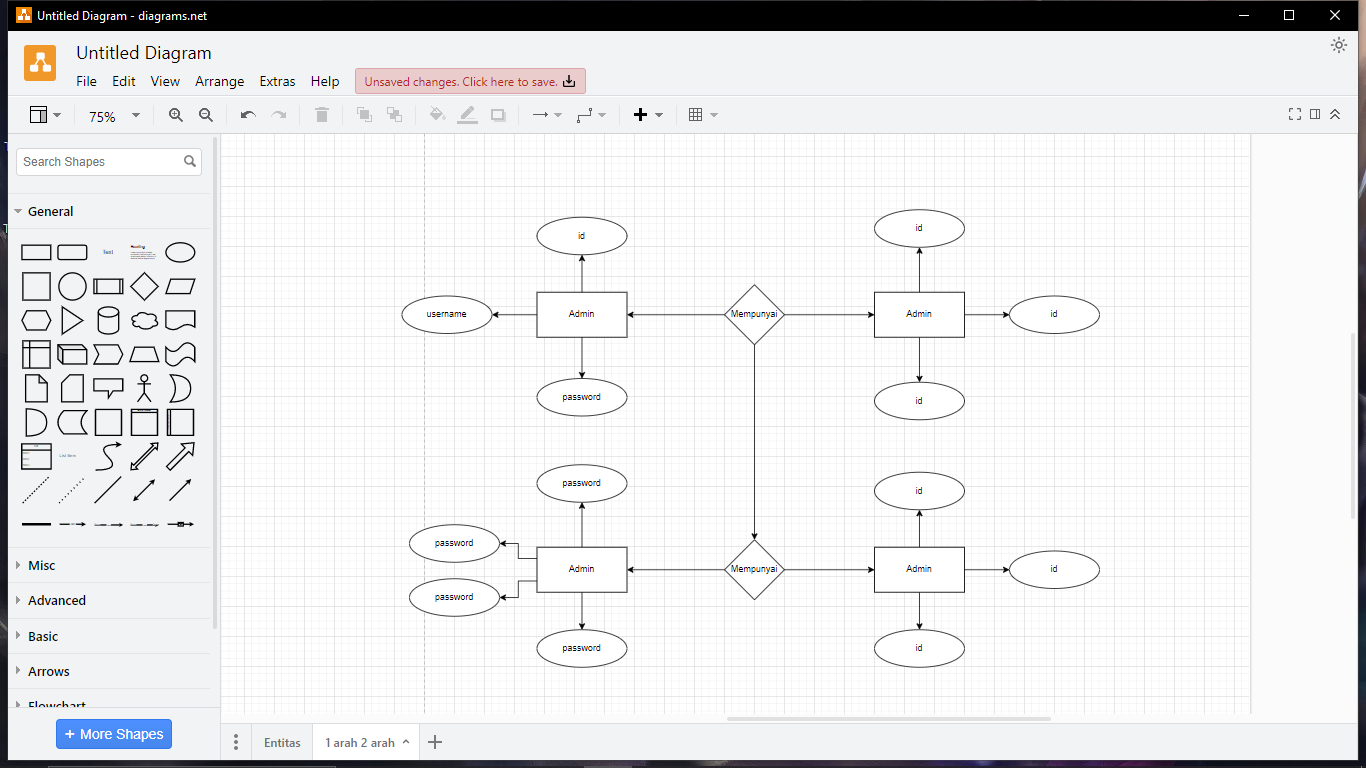 Untitled Diagram - diagrams.net
Untitled Diagram
File Edit View Arrange Extras Help Unsaved changes. Click here to save.
75%
Search Shapes
General
Text
Heading
List Item
Misc
Advanced
Basic
Arrows
Flowchart
+ More Shapes
id
id
username
Admin
Mempunyai
Admin
id
password
id
password
id
password
Admin
Mempunyai
Admin
id
password
password
id
Entitas
1 arah 2 arah